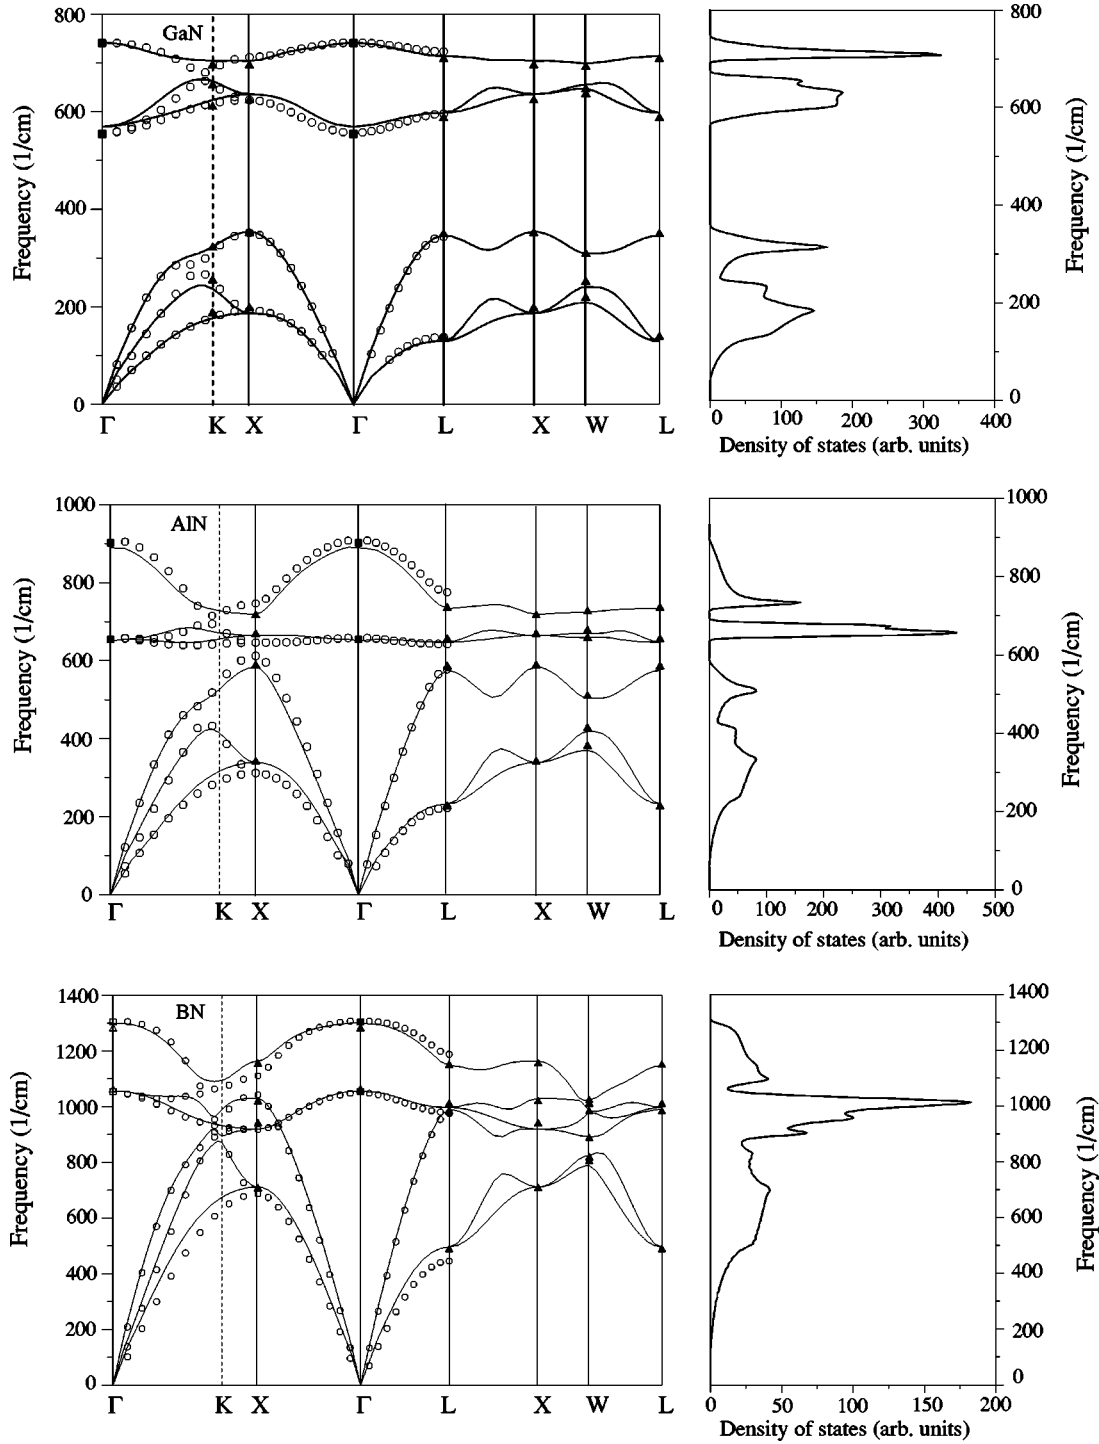 800
600
400
200
0
Frequency (1/cm)
GaN
Γ K X Γ L X W L
800
600
400
200
0
Frequency (1/cm)
0 100 200 300 400
Density of states (arb. units)
1000
800
600
400
200
0
Frequency (1/cm)
AlN
Γ K X Γ L X W L
1000
800
600
400
200
0
Frequency (1/cm)
0 100 200 300 400 500
Density of states (arb. units)
1400
1200
1000
800
600
400
200
0
Frequency (1/cm)
BN
Γ K X Γ L X W L
1400
1200
1000
800
600
400
200
0
Frequency (1/cm)
0 50 100 150 200
Density of states (arb. units)